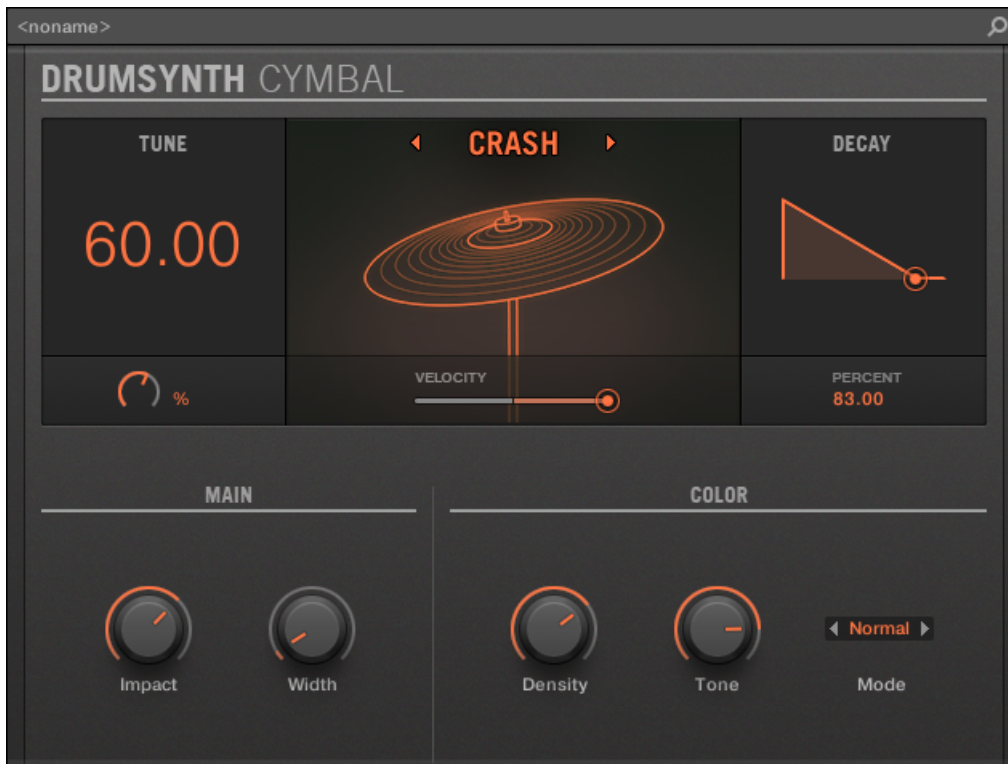 <noname>
DRUMSYNTH CYMBAL
TUNE
CRASH
DECAY
60.00
%
VELOCITY
PERCENT
83.00
MAIN
COLOR
Normal
Impact
Width
Density
Tone
Mode